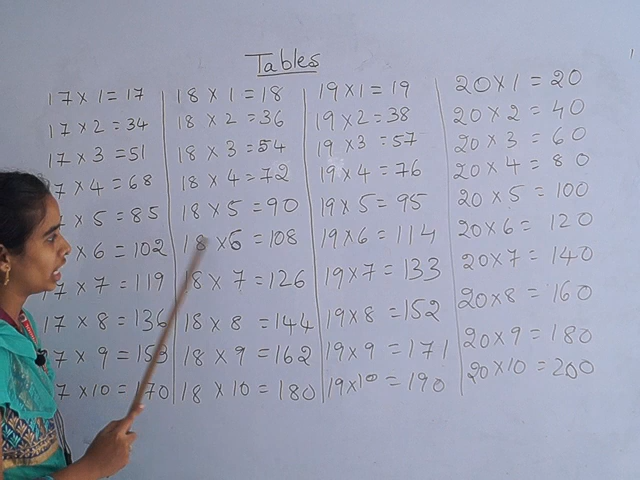 Tables
17 x 1 = 17
17 x 2 = 34
17 x 3 = 51
17 x 4 = 68
x 5 = 85
x 6 = 102
17 x 7 = 119
17 x 8 = 136
7 x 9 = 153
7 x 10 = 170
18 x 1 = 18
18 x 2 = 36
18 x 3 = 54
18 x 4 = 72
18 x 5 = 90
18 x 6 = 108
18 x 7 = 126
18 x 8 = 144
18 x 9 = 162
18 x 10 = 180
19 x 1 = 19
19 x 2 = 38
19 x 3 = 57
19 x 4 = 76
19 x 5 = 95
19 x 6 = 114
19 x 7 = 133
19 x 8 = 152
19 x 9 = 171
19 x 10 = 190
20 x 1 = 20
20 x 2 = 40
20 x 3 = 60
20 x 4 = 80
20 x 5 = 100
20 x 6 = 120
20 x 7 = 140
20 x 8 = 160
20 x 9 = 180
20 x 10 = 200